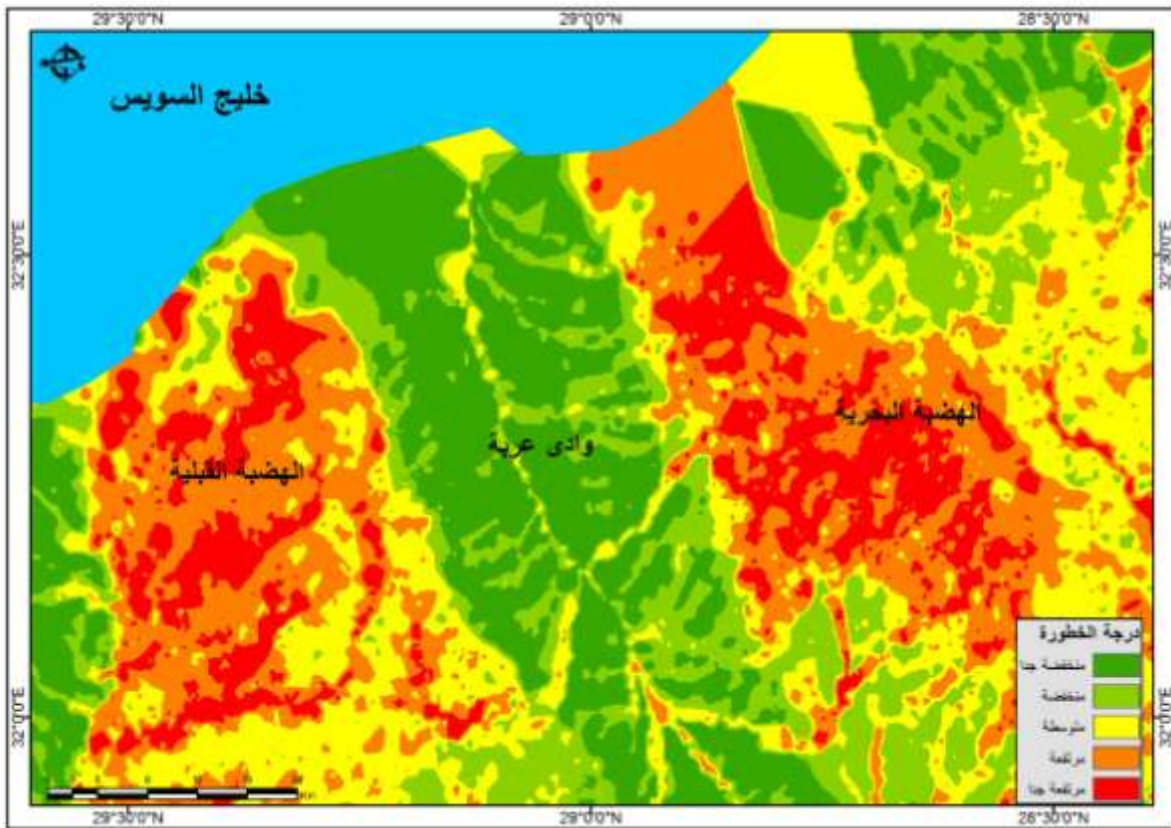 29°30'0"N 29°0'0"N 28°30'0"N
خليج السويس
32°30'0"E 32°30'0"E
الهضبة البحرية
وادى عربة
الهضبة القبلية
درجة الخطورة
منخفضة جدا
منخفضة
متوسطة
مرتفعة
مرتفعة جدا
32°0'0"E 32°0'0"E
29°30'0"N 29°0'0"N 28°30'0"N